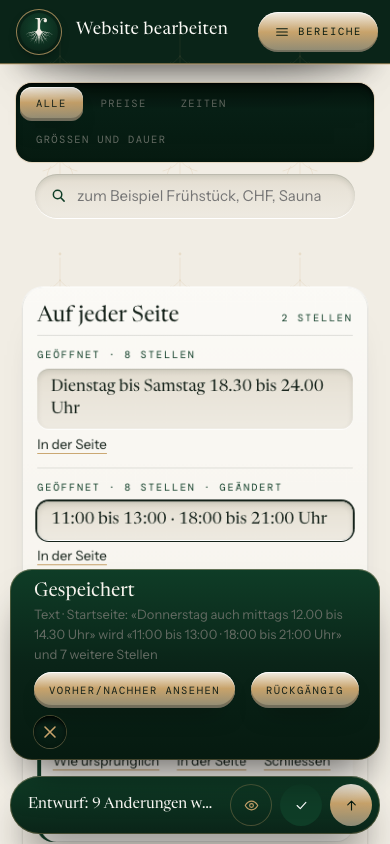 r
Website bearbeiten
BEREICHE
ALLE
PREISE
ZEITEN
GRÖSSEN UND DAUER
zum Beispiel Frühstück, CHF, Sauna
Auf jeder Seite
2 STELLEN
GEÖFFNET · 8 STELLEN
Dienstag bis Samstag 18.30 bis 24.00
Uhr
In der Seite
GEÖFFNET · 8 STELLEN · GEÄNDERT
11:00 bis 13:00 · 18:00 bis 21:00 Uhr
In der Seite
Gespeichert
Text · Startseite: «Donnerstag auch mittags 12.00 bis
14.30 Uhr» wird «11:00 bis 13:00 · 18:00 bis 21:00 Uhr»
und 7 weitere Stellen
VORHER/NACHHER ANSEHEN
RÜCKGÄNGIG
Wie ursprünglich
In der Seite
Schliessen
Entwurf: 9 Änderungen w…